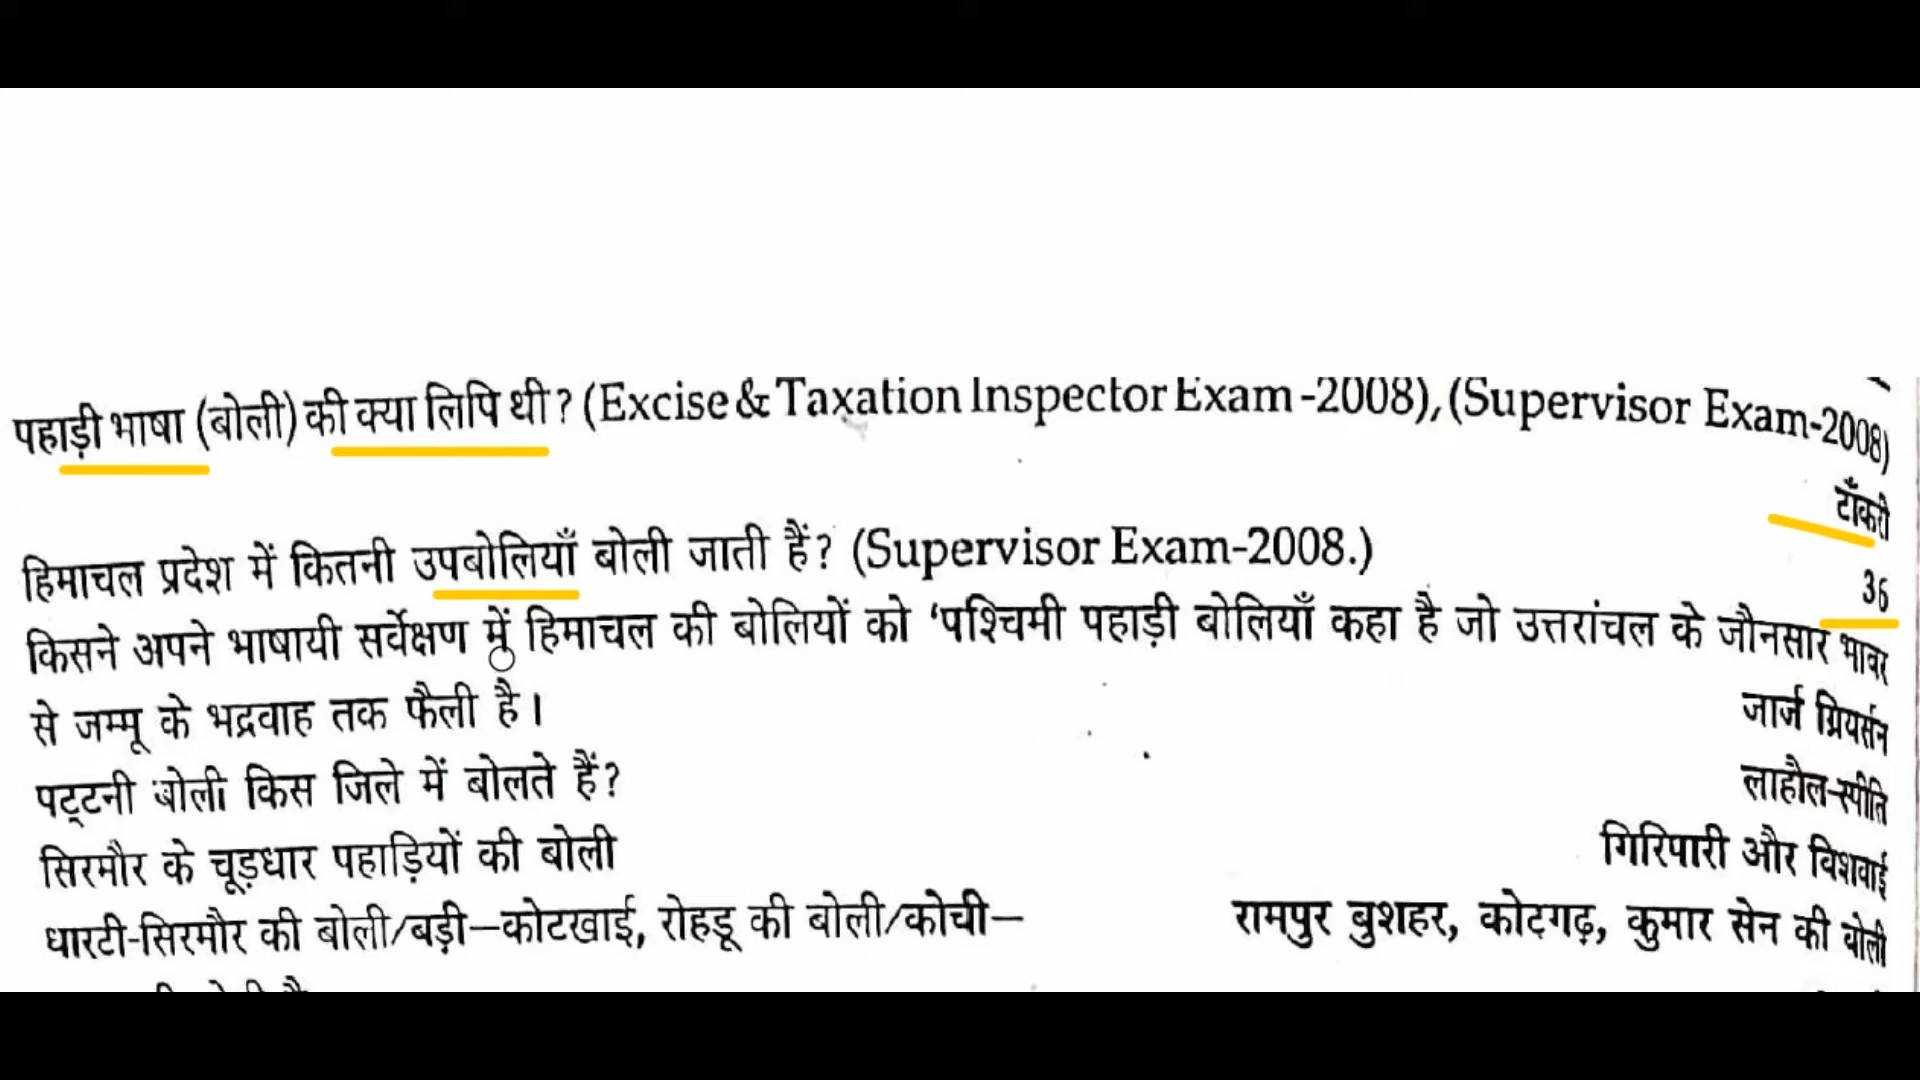 पहाड़ी भाषा (बोली) की क्या लिपि थी? (Excise & Taxation Inspector Exam -2008), (Supervisor Exam-2008)
टाँकरी
हिमाचल प्रदेश में कितनी उपबोलियाँ बोली जाती हैं? (Supervisor Exam-2008.)
36
किसने अपने भाषायी सर्वेक्षण में हिमाचल की बोलियों को ‘पश्चिमी पहाड़ी बोलियाँ कहा है जो उत्तरांचल के जौनसार भावर
से जम्मू के भद्रवाह तक फैली है। जार्ज ग्रियर्सन
पट्टनी बोली किस जिले में बोलते हैं? लाहौल-स्पीति
सिरमौर के चूड़धार पहाड़ियों की बोली गिरिपारी और विशवाई
धारटी-सिरमौर की बोली/बड़ी–कोटखाई, रोहडू की बोली/कोची– रामपुर बुशहर, कोटगढ़, कुमार सेन की बोली